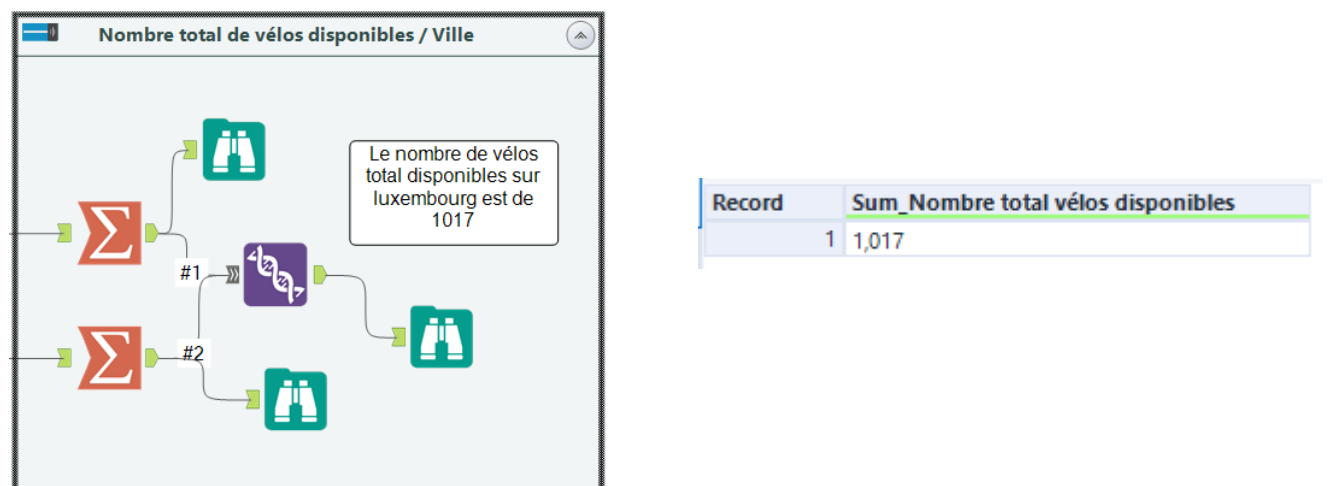 Nombre total de vélos disponibles / Ville
Le nombre de vélos
total disponibles sur
luxembourg est de
1017
#1
#2
Record Sum_Nombre total vélos disponibles
1 1,017